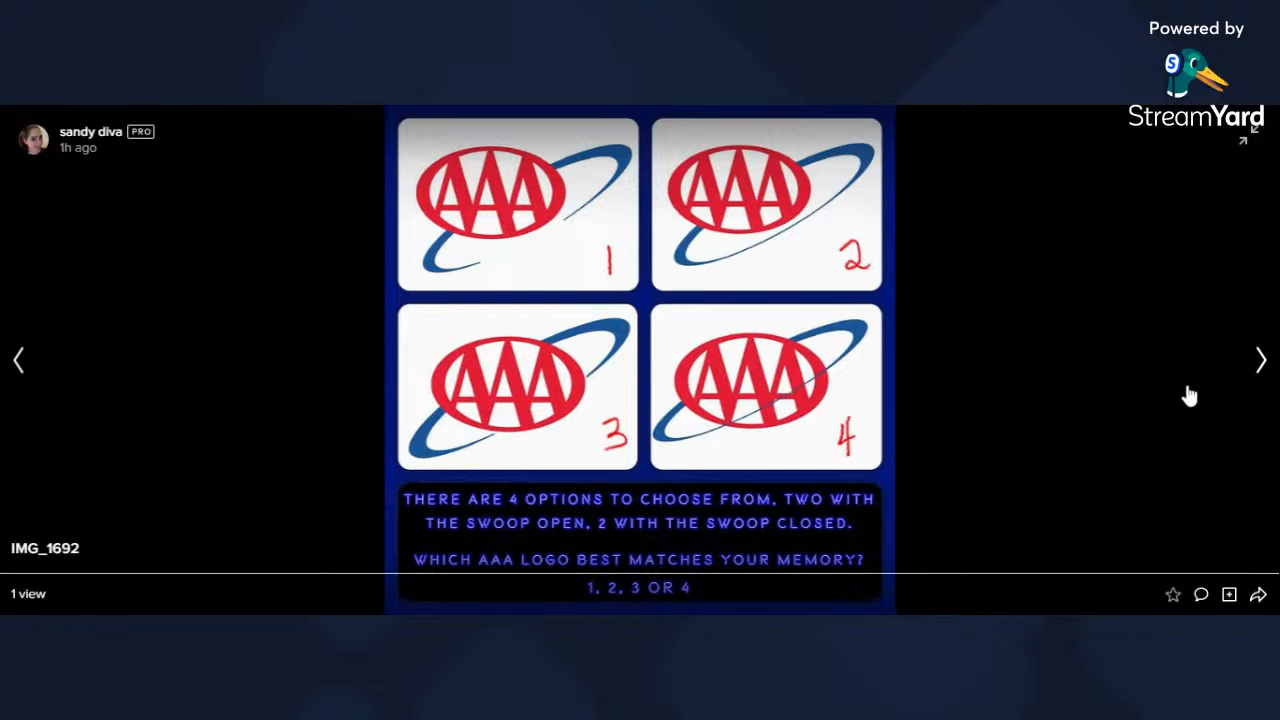 Powered by
StreamYard
sandy diva PRO
1h ago
AAA
1
AAA
2
AAA
3
AAA
4
THERE ARE 4 OPTIONS TO CHOOSE FROM, TWO WITH
THE SWOOP OPEN, 2 WITH THE SWOOP CLOSED.
WHICH AAA LOGO BEST MATCHES YOUR MEMORY?
1, 2, 3 OR 4
IMG_1692
1 view